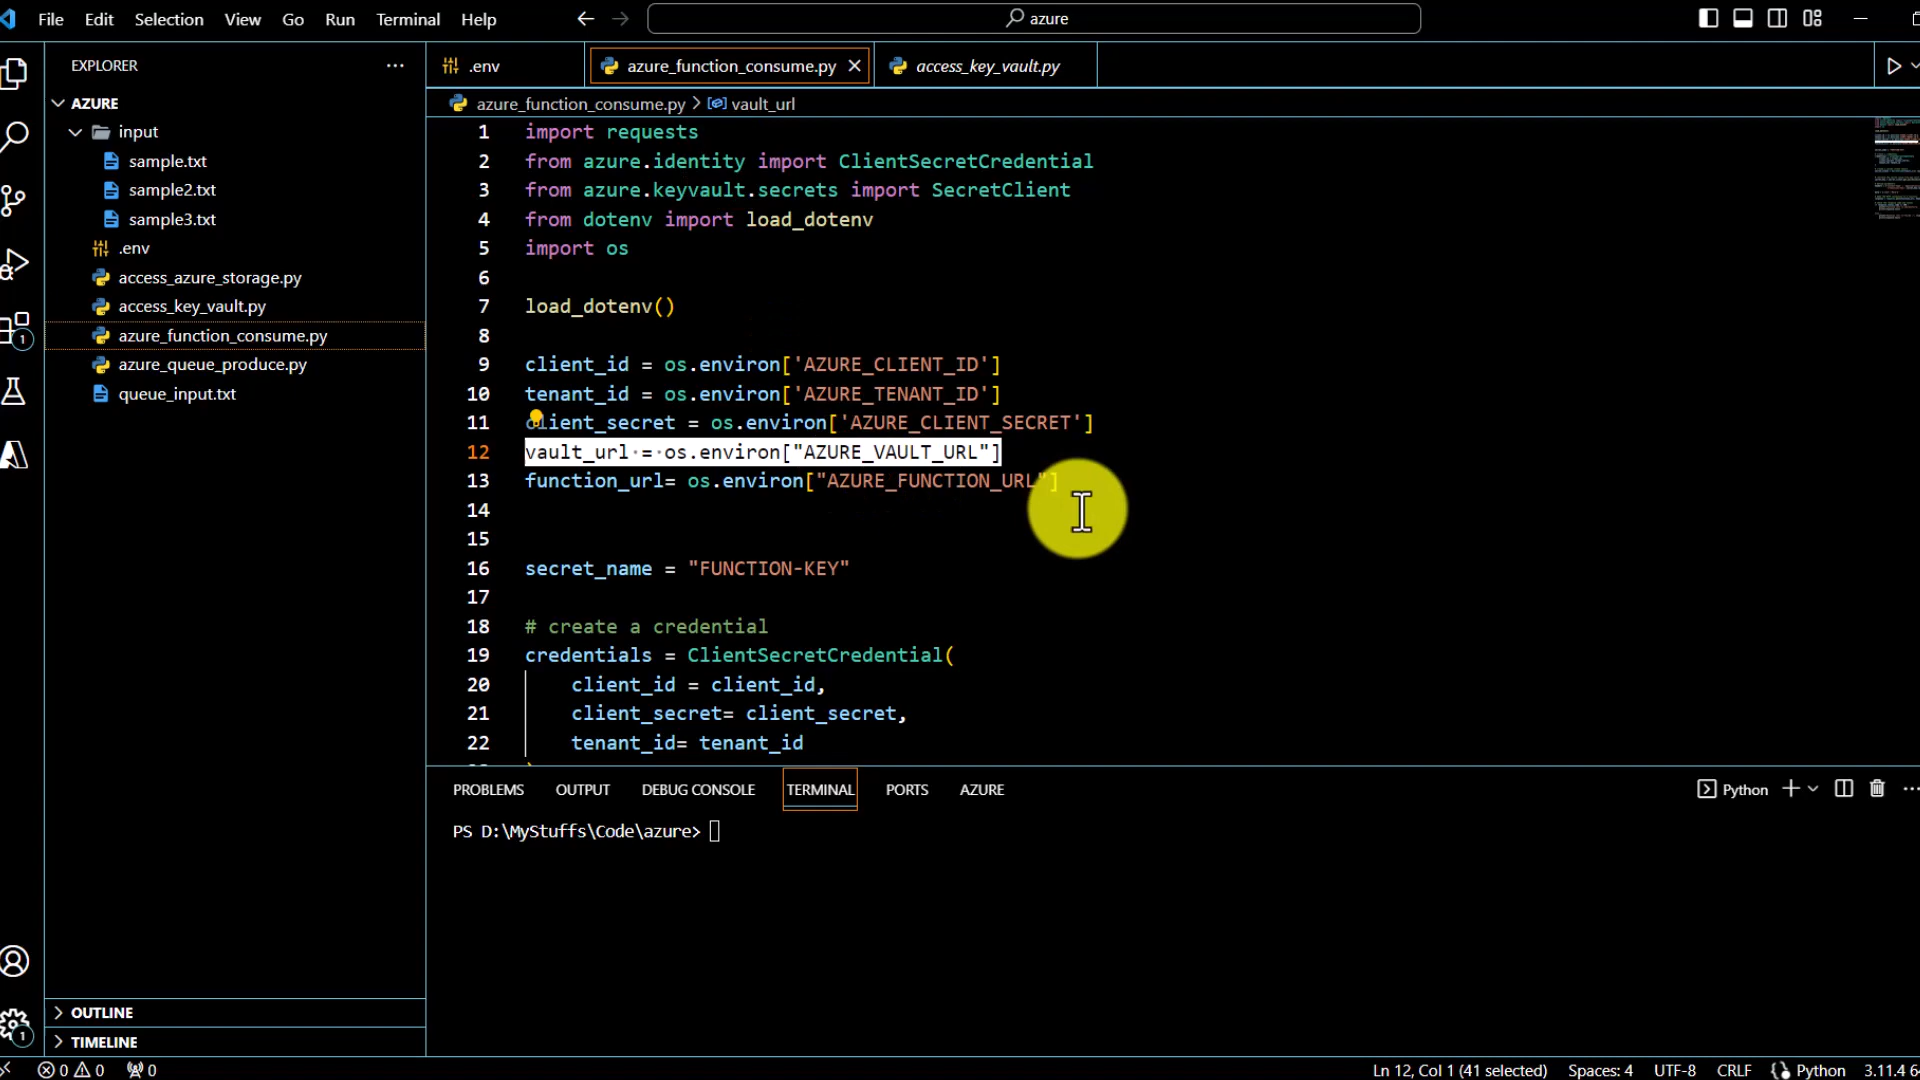 File Edit Selection View Go Run Terminal Help
azure
EXPLORER
AZURE
input
sample.txt
sample2.txt
sample3.txt
.env
access_azure_storage.py
access_key_vault.py
azure_function_consume.py
azure_queue_produce.py
queue_input.txt
OUTLINE
TIMELINE
1
1
.env
azure_function_consume.py
access_key_vault.py
azure_function_consume.py > vault_url
1 import requests
2 from azure.identity import ClientSecretCredential
3 from azure.keyvault.secrets import SecretClient
4 from dotenv import load_dotenv
5 import os
6
7 load_dotenv()
8
9 client_id = os.environ['AZURE_CLIENT_ID']
10 tenant_id = os.environ['AZURE_TENANT_ID']
11 client_secret = os.environ['AZURE_CLIENT_SECRET']
12 vault_url = os.environ["AZURE_VAULT_URL"]
13 function_url= os.environ["AZURE_FUNCTION_URL"]
14
15
16 secret_name = "FUNCTION-KEY"
17
18 # create a credential
19 credentials = ClientSecretCredential(
20 client_id = client_id,
21 client_secret= client_secret,
22 tenant_id= tenant_id
PROBLEMS OUTPUT DEBUG CONSOLE TERMINAL PORTS AZURE
Python
PS D:\MyStuffs\Code\azure>
0 0 0
Ln 12, Col 1 (41 selected) Spaces: 4 UTF-8 CRLF Python 3.11.4